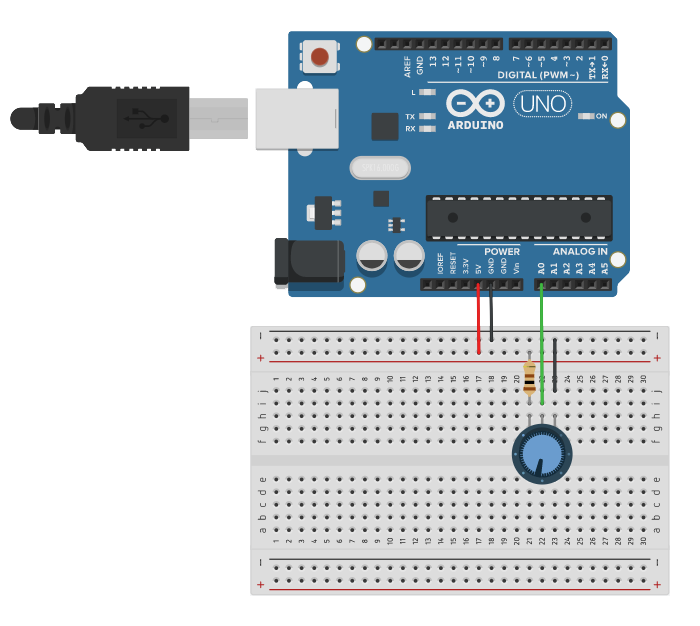 AREF GND 13 12 ~11 ~10 ~9 8 7 ~6 ~5 4 ~3 2 TX→1 RX←0
DIGITAL (PWM~)
L
TX
RX
UNO
ON
ARDUINO
POWER ANALOG IN
IOREF RESET 3.3V 5V GND GND Vin A0 A1 A2 A3 A4 A5
− −
+ +
1 2 3 4 5 6 7 8 9 10 11 12 13 14 15 16 17 18 19 20 21 24 25 26 27 28 29 30
j j
i i
h h
g g
f f
e e
d d
c c
b b
a a
1 2 3 4 5 6 7 8 9 10 11 12 13 14 15 16 17 18 19 20 21 22 23 24 25 26 27 28 29 30
− −
+ +